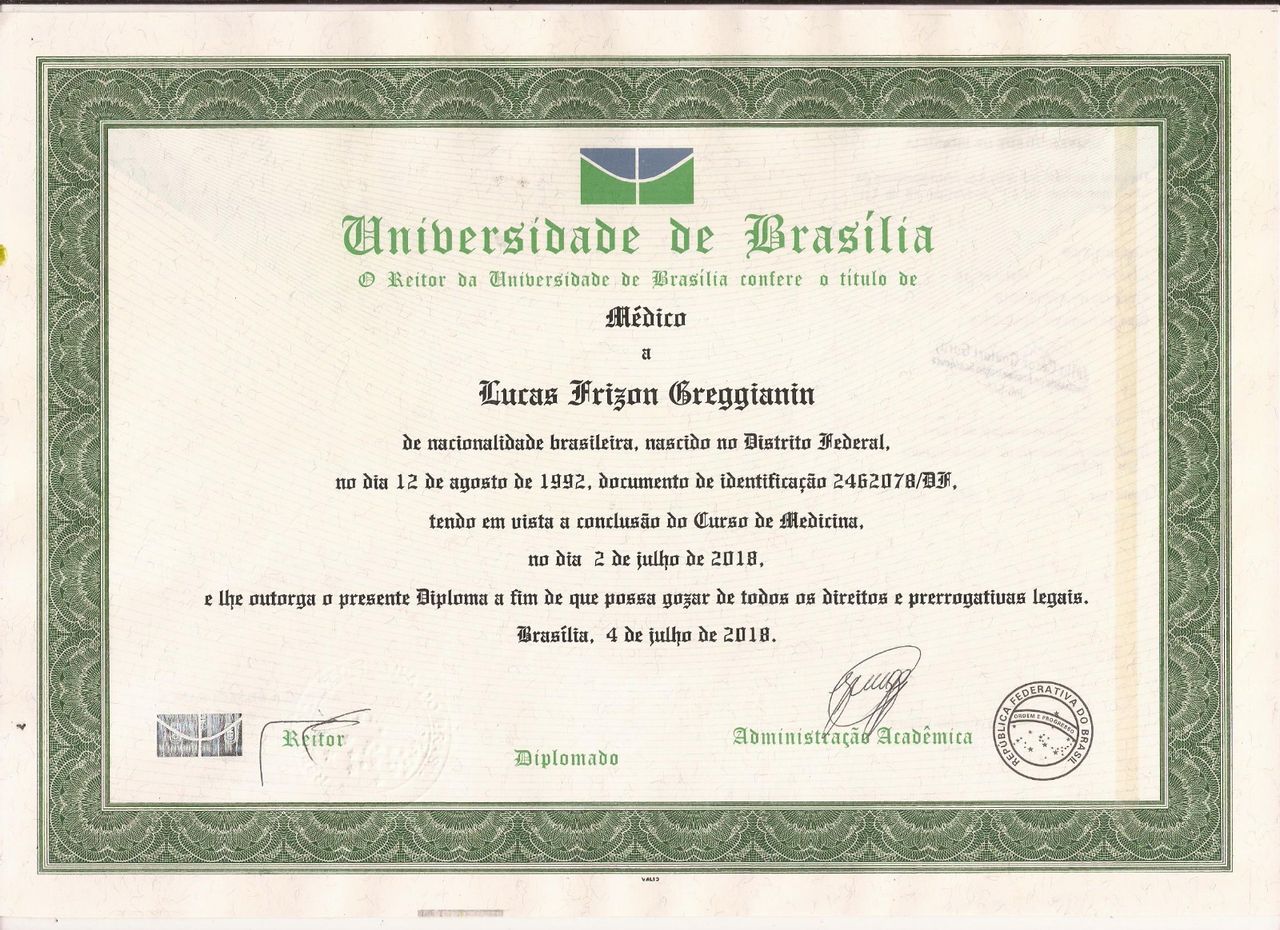 Universidade de Brasília
O Reitor da Universidade de Brasília confere o título de
Médico
a
Lucas Frizon Greggianin
de nacionalidade brasileira, nascido no Distrito Federal,
no dia 12 de agosto de 1992, documento de identificação 2462078/DF,
tendo em vista a conclusão do Curso de Medicina,
no dia 2 de julho de 2018,
e lhe outorga o presente Diploma a fim de que possa gozar de todos os direitos e prerrogativas legais.
Brasília, 4 de julho de 2018.
Reitor
Diplomado
Administração Acadêmica
REPÚBLICA FEDERATIVA DO BRASIL
ORDEM E PROGRESSO